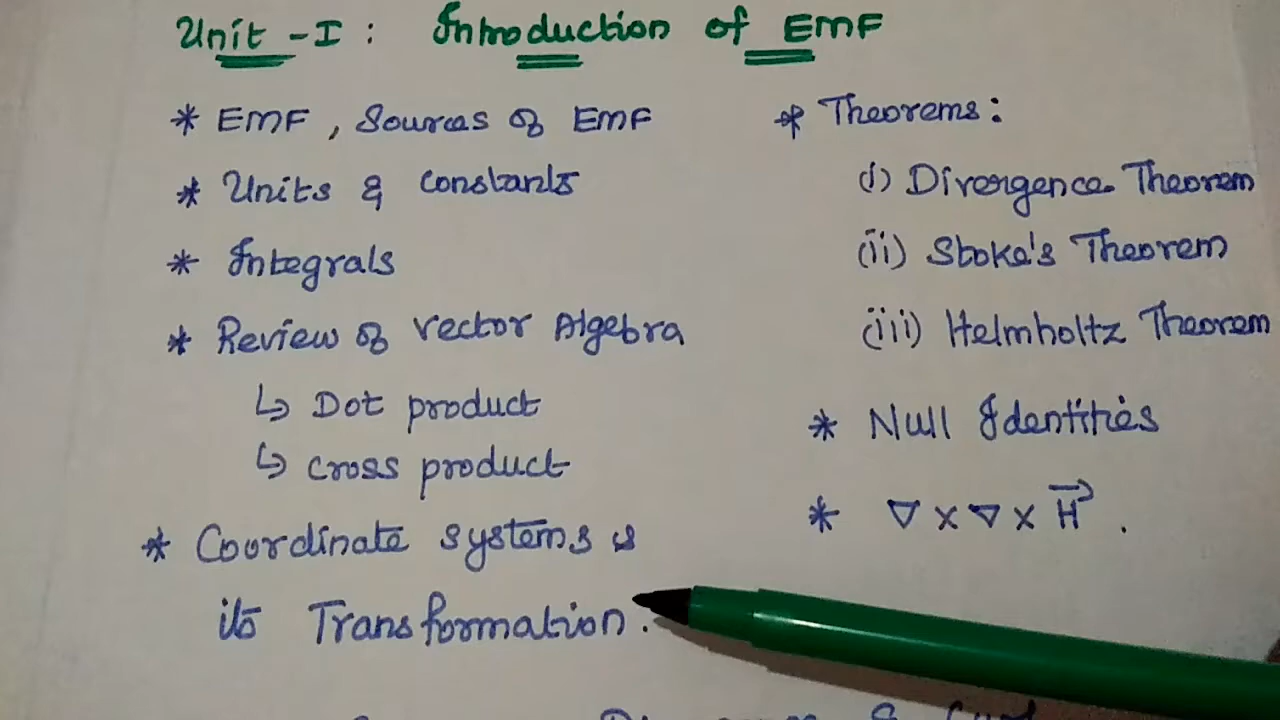 Unit - I : Introduction of EMF
* EMF, Sources of EMF
* Units & constants
* Integrals
* Review of vector Algebra
↳ Dot product
↳ cross product
* Coordinate systems &
its Transformation.
* Theorems:
(i) Divergence Theorem
(ii) Stoke's Theorem
(iii) Helmholtz Theorem
* Null Identities
* ∇ x ∇ x H⃗ .